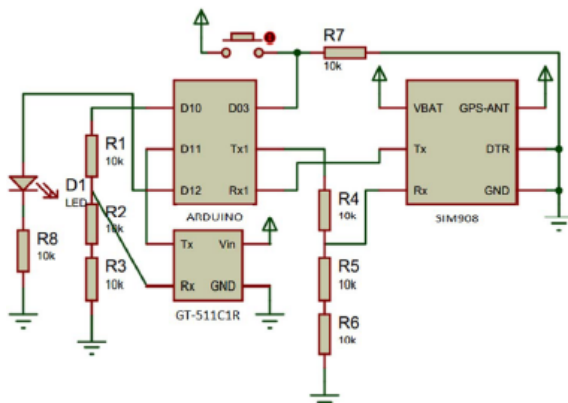 R7
10k
D10
D03
VBAT
GPS-ANT
R1
10k
D11
Tx1
Tx
DTR
D1
LED
D12
Rx1
R4
10k
Rx
GND
ARDUINO
SIM908
R2
10k
R8
10k
Tx
Vin
R3
10k
Rx
GND
R5
10k
GT-511C1R
R6
10k